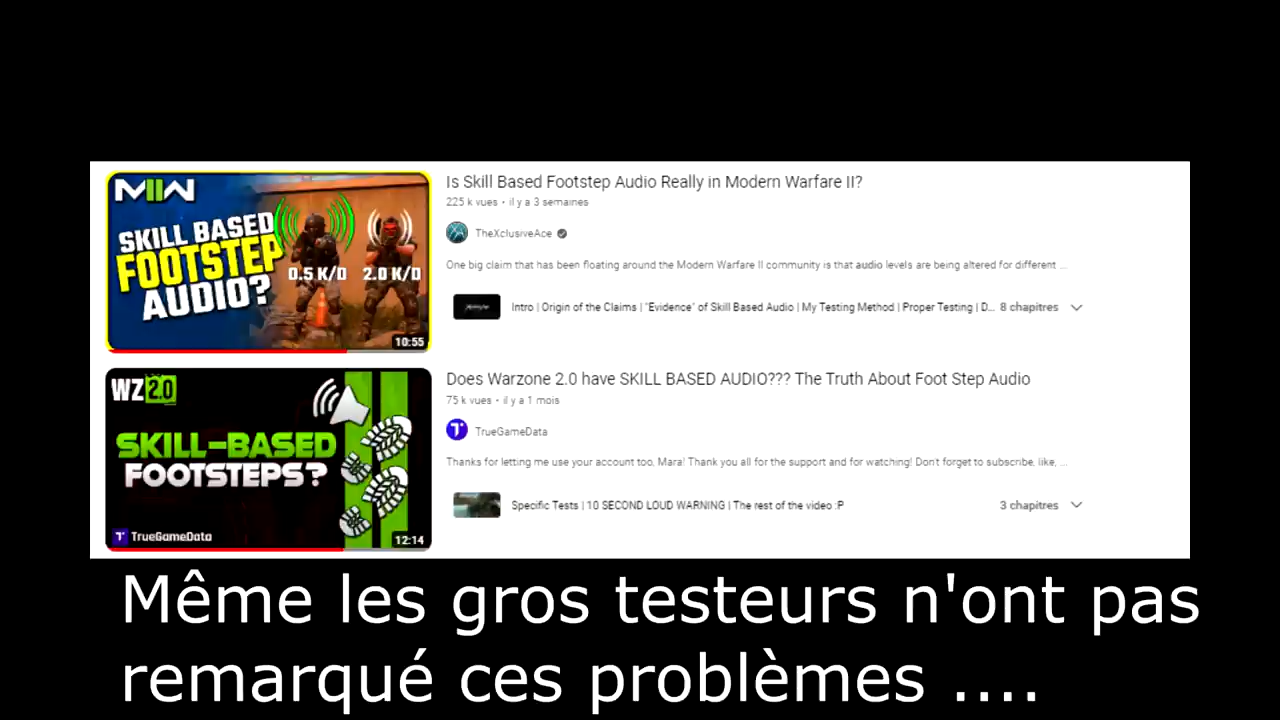 MWII
SKILL BASED
FOOTSTEP
AUDIO?
0.5 K/D 2.0 K/D
10:55
Is Skill Based Footstep Audio Really in Modern Warfare II?
225 k vues • il y a 3 semaines
TheXclusiveAce
One big claim that has been floating around the Modern Warfare II community is that audio levels are being altered for different ...
Intro | Origin of the Claims | "Evidence" of Skill Based Audio | My Testing Method | Proper Testing | D... 8 chapitres
WZ 2.0
SKILL-BASED
FOOTSTEPS?
TrueGameData
12:14
Does Warzone 2.0 have SKILL BASED AUDIO??? The Truth About Foot Step Audio
75 k vues • il y a 1 mois
TrueGameData
Thanks for letting me use your account too, Mara! Thank you all for the support and for watching! Don't forget to subscribe, like, ...
Specific Tests | 10 SECOND LOUD WARNING | The rest of the video :P 3 chapitres
Même les gros testeurs n'ont pas
remarqué ces problèmes ....